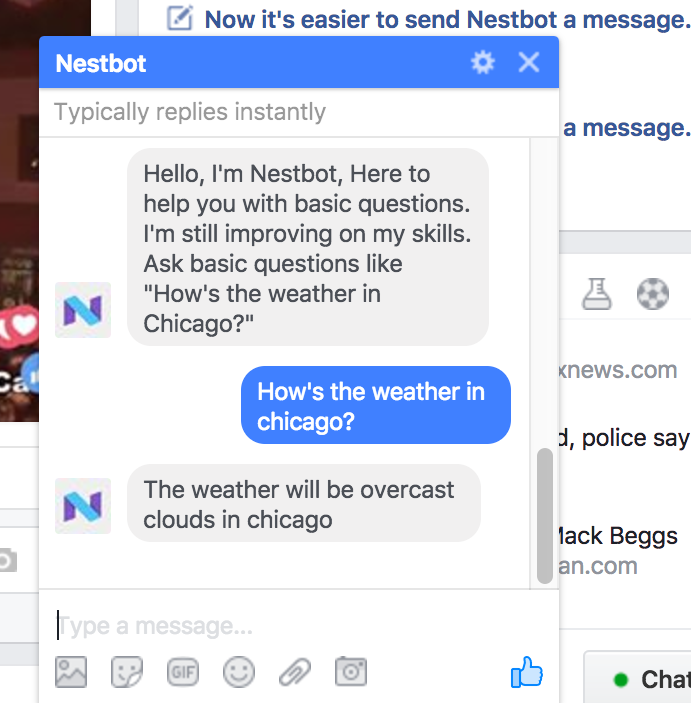 Now it's easier to send Nestbot a message.
Nestbot
Typically replies instantly
a message.
Hello, I'm Nestbot, Here to
help you with basic questions.
I'm still improving on my skills.
Ask basic questions like
"How's the weather in
Chicago?"
How's the weather in
chicago?
The weather will be overcast
clouds in chicago
Type a message...
GIF
xnews.com
d, police say
Mack Beggs
an.com
Chat
Ca